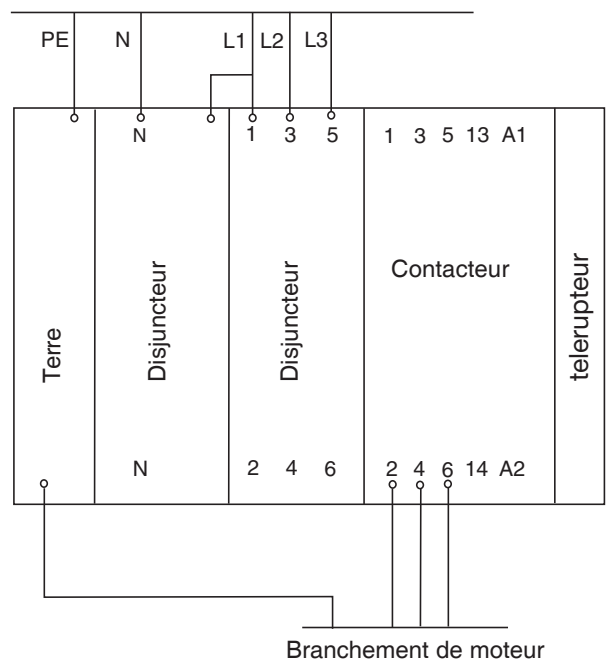 PE N L1 L2 L3
N 1 3 5 1 3 5 13 A1
Terre
Disjuncteur
Disjuncteur
Contacteur
telerupteur
N 2 4 6 2 4 6 14 A2
Branchement de moteur